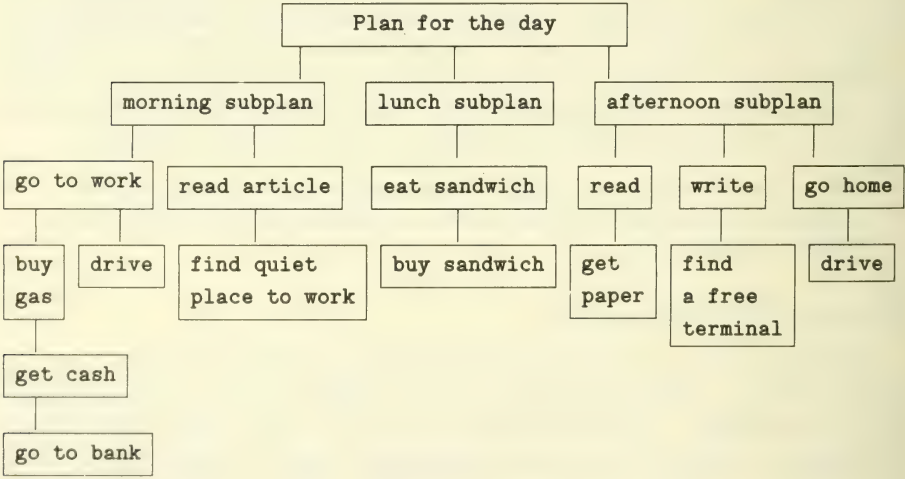 Plan for the day
morning subplan
lunch subplan
afternoon subplan
go to work
read article
eat sandwich
read
write
go home
buy
gas
drive
find quiet
place to work
buy sandwich
get
paper
find
a free
terminal
drive
get cash
go to bank